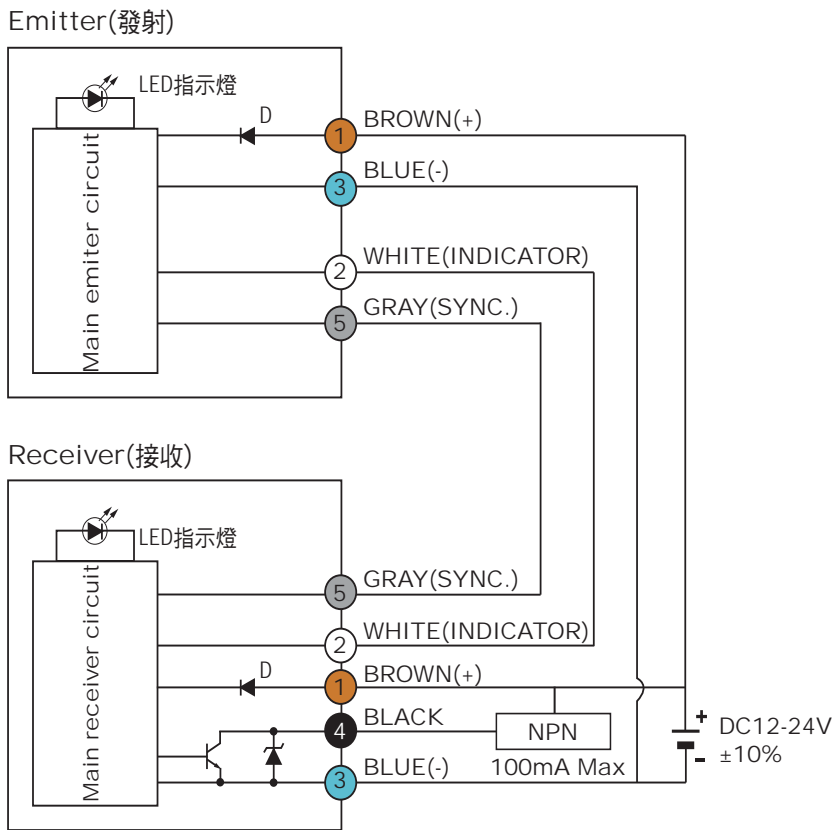 Emitter(發射)
LED指示燈
Main emiter circuit
D
1
BROWN(+)
3
BLUE(-)
2
WHITE(INDICATOR)
5
GRAY(SYNC.)
Receiver(接收)
LED指示燈
Main receiver circuit
5
GRAY(SYNC.)
2
WHITE(INDICATOR)
D
1
BROWN(+)
4
BLACK
NPN
100mA Max
3
BLUE(-)
+
-
DC12-24V
±10%